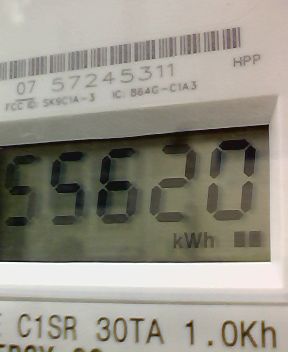 07 57245311 HPP
FCC ID: SK9C1A-3 IC: 864G-C1A3
55620
kWh
C1SR 30TA 1.0Kh